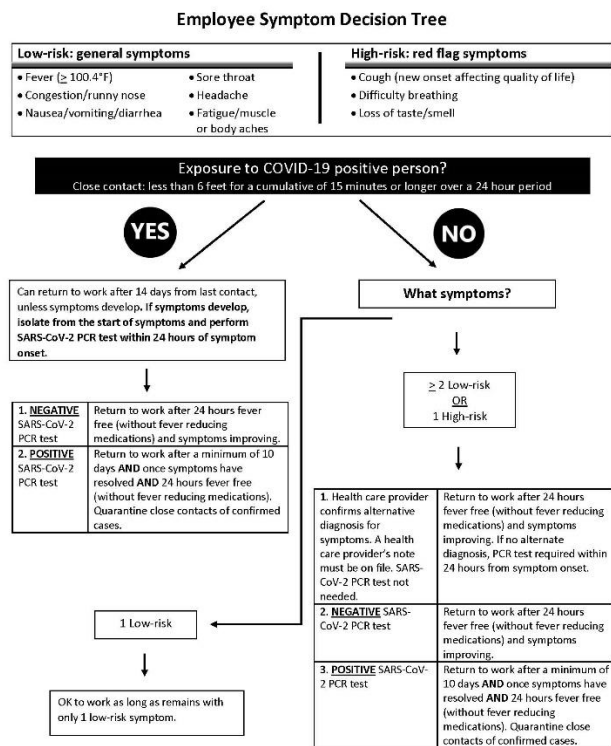 Employee Symptom Decision Tree
Low-risk: general symptoms
• Fever (≥ 100.4°F)
• Congestion/runny nose
• Nausea/vomiting/diarrhea
• Sore throat
• Headache
• Fatigue/muscle
or body aches
High-risk: red flag symptoms
• Cough (new onset affecting quality of life)
• Difficulty breathing
• Loss of taste/smell
Exposure to COVID-19 positive person?
Close contact: less than 6 feet for a cumulative of 15 minutes or longer over a 24 hour period
YES
NO
Can return to work after 14 days from last contact,
unless symptoms develop. If symptoms develop,
isolate from the start of symptoms and perform
SARS-CoV-2 PCR test within 24 hours of symptom
onset.
1. NEGATIVE
SARS-CoV-2
PCR test
Return to work after 24 hours fever
free (without fever reducing
medications) and symptoms improving.
2. POSITIVE
SARS-CoV-2
PCR test
Return to work after a minimum of 10
days AND once symptoms have
resolved AND 24 hours fever free
(without fever reducing medications).
Quarantine close contacts of confirmed
cases.
What symptoms?
≥ 2 Low-risk
OR
1 High-risk
1. Health care provider
confirms alternative
diagnosis for
symptoms. A health
care provider's note
must be on file. SARS-
CoV-2 PCR test not
needed.
Return to work after 24 hours
fever free (without fever reducing
medications) and symptoms
improving. If no alternate
diagnosis, PCR test required within
24 hours from symptom onset.
2. NEGATIVE SARS-
CoV-2 PCR test
Return to work after 24 hours
fever free (without fever reducing
medications) and symptoms
improving.
3. POSITIVE SARS-CoV-
2 PCR test
Return to work after a minimum of
10 days AND once symptoms have
resolved AND 24 hours fever free
(without fever reducing
medications). Quarantine close
contacts of confirmed cases.
1 Low-risk
OK to work as long as remains with
only 1 low-risk symptom.